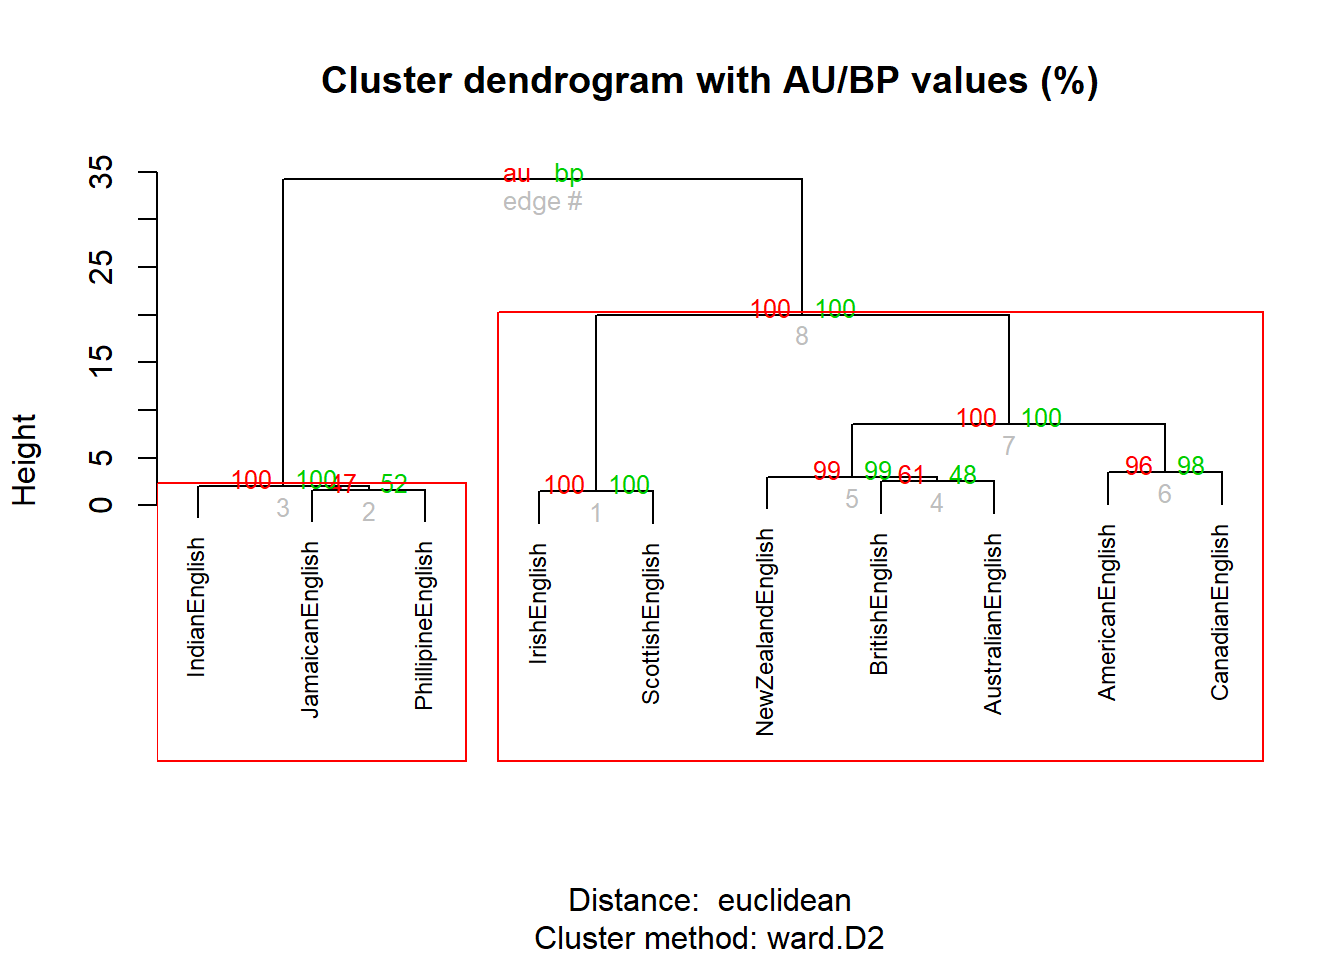 Cluster dendrogram with AU/BP values (%)
Height
35
25
15
5
0
au bp
edge #
100 100
8
100 100
7
100 100
3
47 52
2
100 100
1
99 99
5
61 48
4
96 98
6
IndianEnglish
JamaicanEnglish
PhillipineEnglish
IrishEnglish
ScottishEnglish
NewZealandEnglish
BritishEnglish
AustralianEnglish
AmericanEnglish
CanadianEnglish
Distance: euclidean
Cluster method: ward.D2